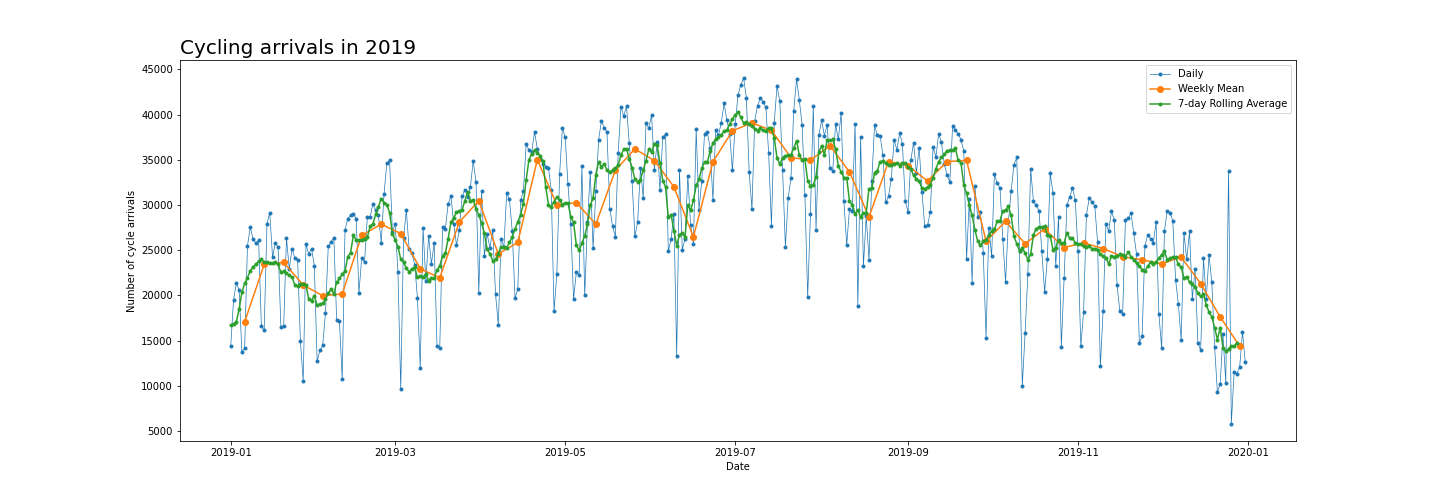 Cycling arrivals in 2019
45000
40000
35000
30000
25000
20000
15000
10000
5000
Number of cycle arrivals
Daily
Weekly Mean
7-day Rolling Average
2019-01
2019-03
2019-05
2019-07
2019-09
2019-11
2020-01
Date